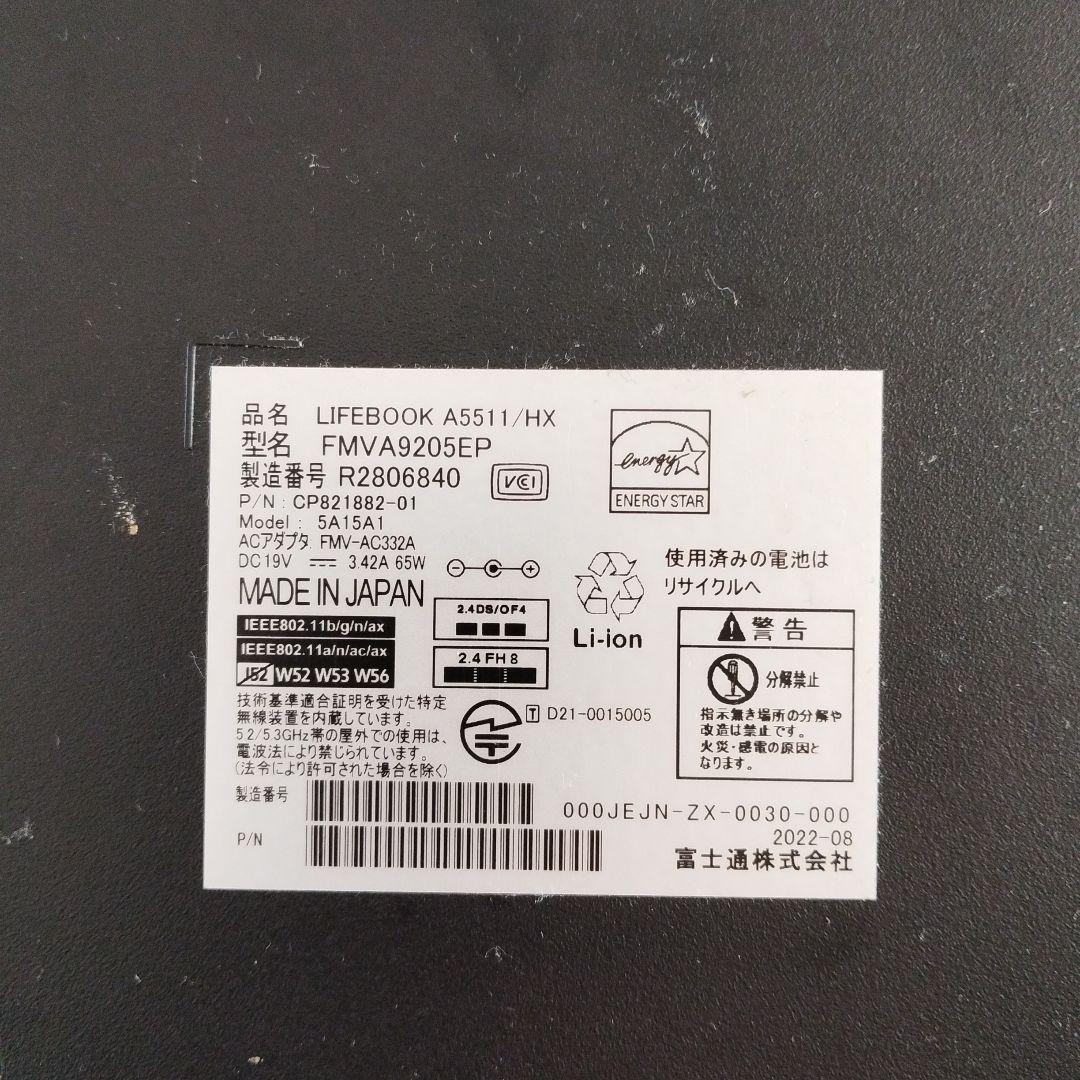 品名 LIFEBOOK A5511/HX
型名 FMVA9205EP
製造番号 R2806840
VCI
P/N : CP821882-01
Model : 5A15A1
ACアダプタ FMV-AC332A
DC19V 3.42A 65W
MADE IN JAPAN
IEEE802.11b/g/n/ax
IEEE802.11a/n/ac/ax
J52 W52 W53 W56
2.4DS/OF4
2.4FH8
技術基準適合証明を受けた特定
無線装置を内蔵しています。
5.2/5.3GHz帯の屋外での使用は、
電波法により禁じられています。
(法令により許可された場合を除く)
T D21-0015005
energy
ENERGY STAR
使用済みの電池は
リサイクルへ
Li-ion
警告
分解禁止
指示無き場所の分解や
改造は禁止です。
火災・感電の原因と
なります。
製造番号
P/N
000JEJN-ZX-0030-000
2022-08
富士通株式会社